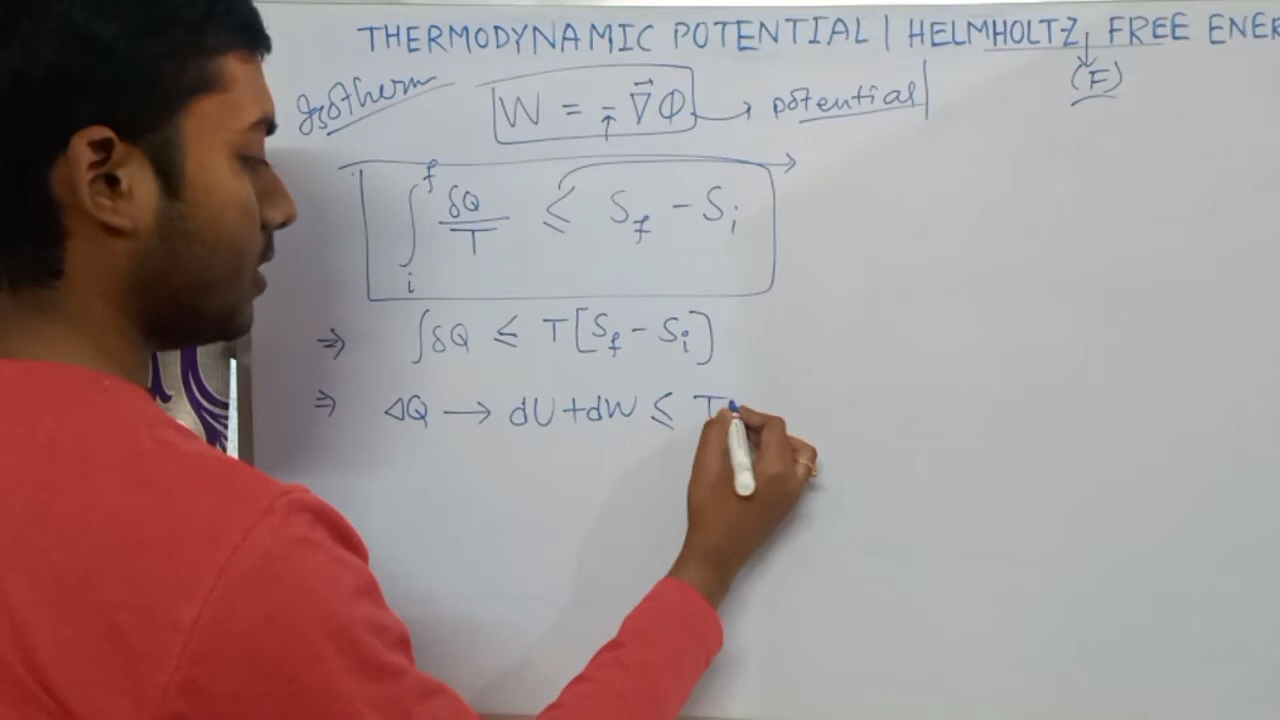 THERMODYNAMIC POTENTIAL | HELMHOLTZ FREE ENER
(F)
Isotherm
W = - ∇⃗Φ → potential
∫ᵢᶠ δQ/T ≤ S_f - S_i
⇒ ∫δQ ≤ T[S_f - S_i]
⇒ ΔQ → dU+dW ≤ T